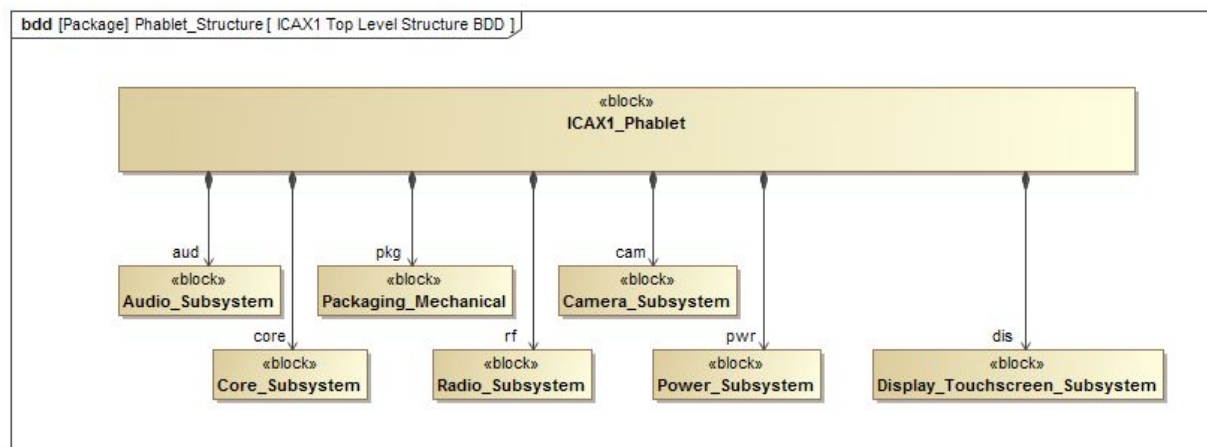 bdd [Package] Phablet_Structure [ ICAX1 Top Level Structure BDD ]
«block»
ICAX1_Phablet
aud
pkg
cam
«block»
Audio_Subsystem
«block»
Packaging_Mechanical
«block»
Camera_Subsystem
core
rf
pwr
dis
«block»
Core_Subsystem
«block»
Radio_Subsystem
«block»
Power_Subsystem
«block»
Display_Touchscreen_Subsystem